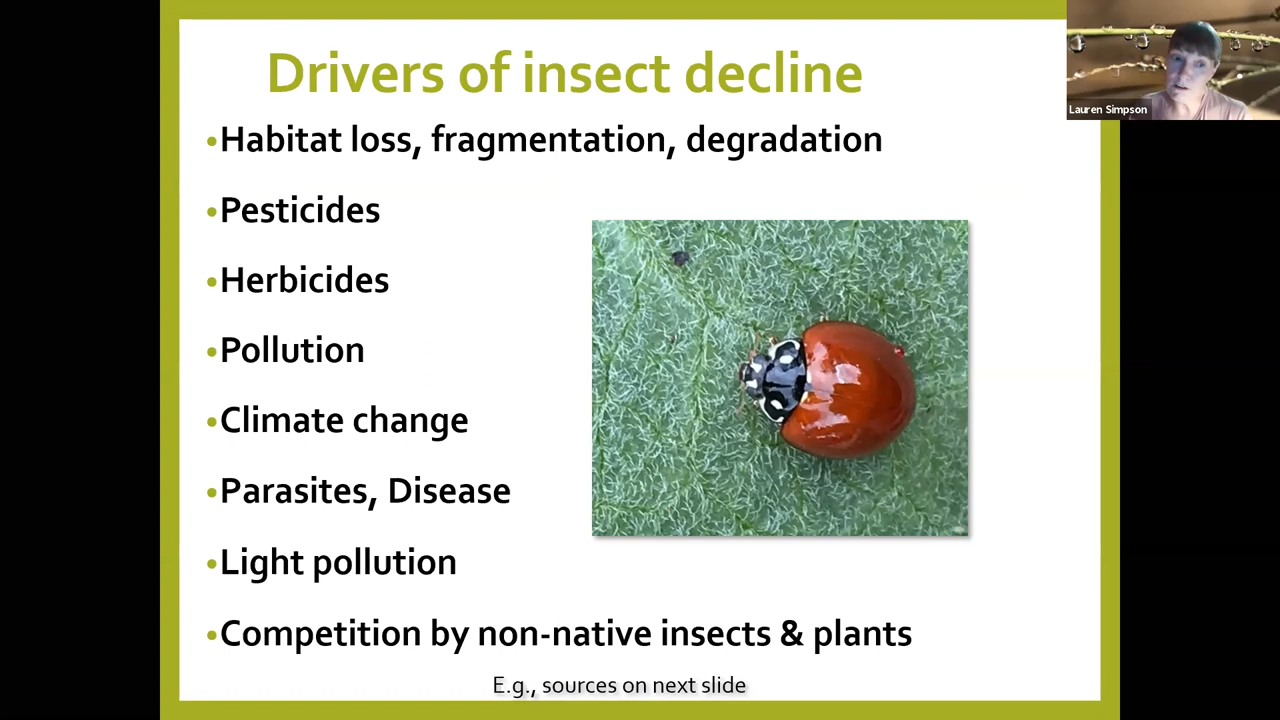 Drivers of insect decline
•Habitat loss, fragmentation, degradation
•Pesticides
•Herbicides
•Pollution
•Climate change
•Parasites, Disease
•Light pollution
•Competition by non-native insects & plants
E.g., sources on next slide
Lauren Simpson